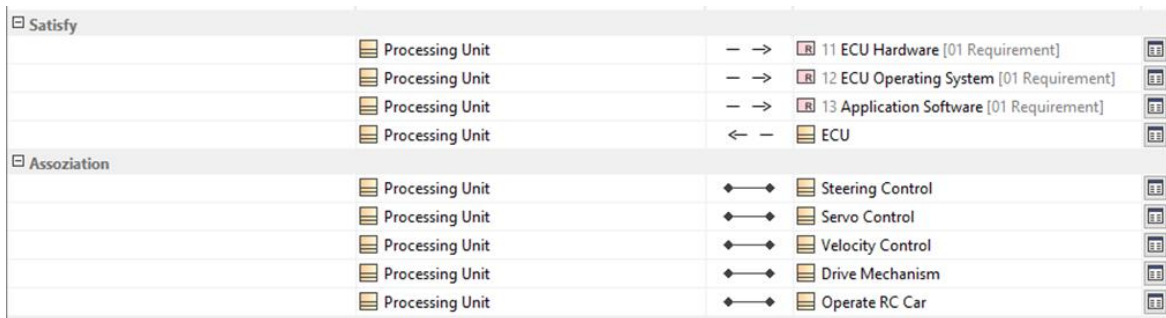 Satisfy
Processing Unit R 11 ECU Hardware [01 Requirement]
Processing Unit R 12 ECU Operating System [01 Requirement]
Processing Unit R 13 Application Software [01 Requirement]
Processing Unit ECU
Assoziation
Processing Unit Steering Control
Processing Unit Servo Control
Processing Unit Velocity Control
Processing Unit Drive Mechanism
Processing Unit Operate RC Car